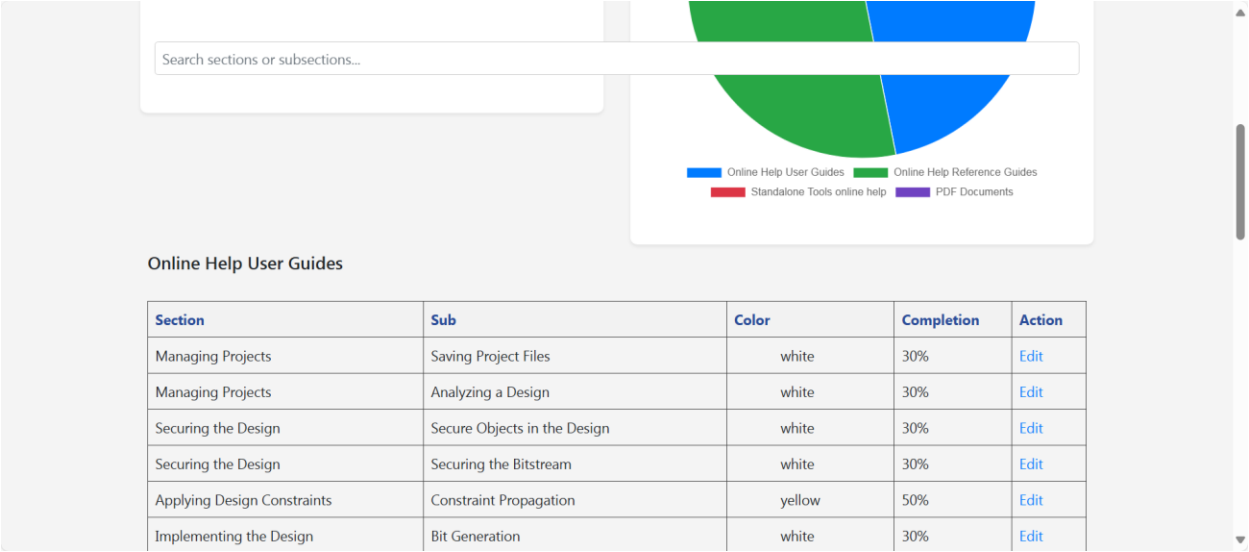 Search sections or subsections...
Online Help User Guides Online Help Reference Guides
Standalone Tools online help PDF Documents
Online Help User Guides
Section Sub Color Completion Action
Managing Projects Saving Project Files white 30% Edit
Managing Projects Analyzing a Design white 30% Edit
Securing the Design Secure Objects in the Design white 30% Edit
Securing the Design Securing the Bitstream white 30% Edit
Applying Design Constraints Constraint Propagation yellow 50% Edit
Implementing the Design Bit Generation white 30% Edit